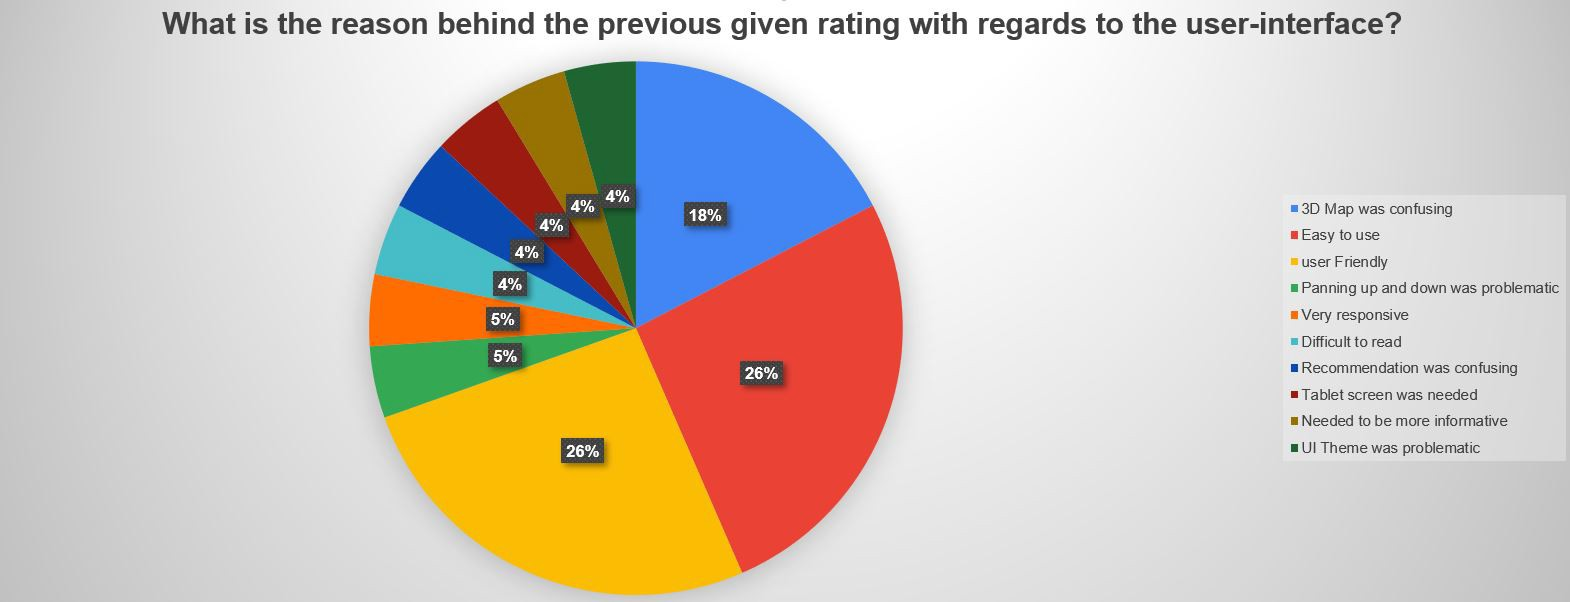 What is the reason behind the previous given rating with regards to the user-interface?
4%
4%
4%
4%
4%
5%
5%
18%
26%
26%
3D Map was confusing
Easy to use
user Friendly
Panning up and down was problematic
Very responsive
Difficult to read
Recommendation was confusing
Tablet screen was needed
Needed to be more informative
UI Theme was problematic